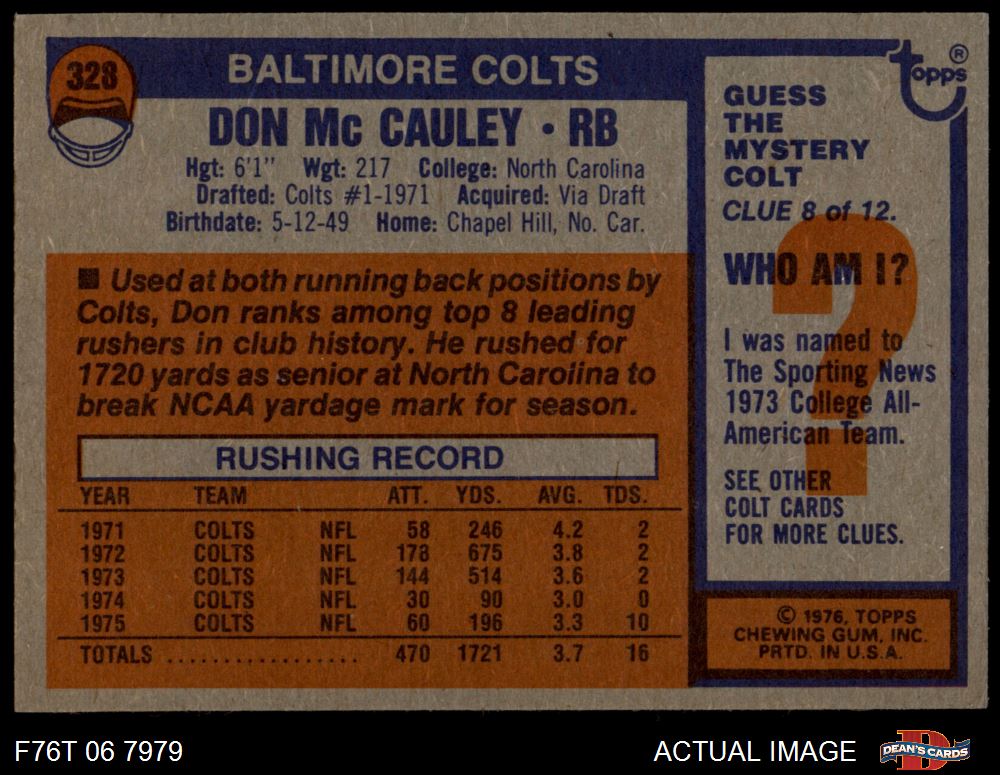 328
BALTIMORE COLTS
DON Mc CAULEY • RB
Hgt: 6'1" Wgt: 217 College: North Carolina
Drafted: Colts #1-1971 Acquired: Via Draft
Birthdate: 5-12-49 Home: Chapel Hill, No. Car.
■ Used at both running back positions by
Colts, Don ranks among top 8 leading
rushers in club history. He rushed for
1720 yards as senior at North Carolina to
break NCAA yardage mark for season.
RUSHING RECORD
YEAR TEAM ATT. YDS. AVG. TDS.
1971 COLTS NFL 58 246 4.2 2
1972 COLTS NFL 178 675 3.8 2
1973 COLTS NFL 144 514 3.6 2
1974 COLTS NFL 30 90 3.0 0
1975 COLTS NFL 60 196 3.3 10
TOTALS .................. 470 1721 3.7 16
topps ®
GUESS
THE
MYSTERY
COLT
CLUE 8 of 12.
WHO AM I?
?
I was named to
The Sporting News
1973 College All-
American Team.
SEE OTHER
COLT CARDS
FOR MORE CLUES.
© 1976, TOPPS
CHEWING GUM, INC.
PRTD. IN U.S.A.
F76T 06 7979
ACTUAL IMAGE
D
DEAN'S CARDS